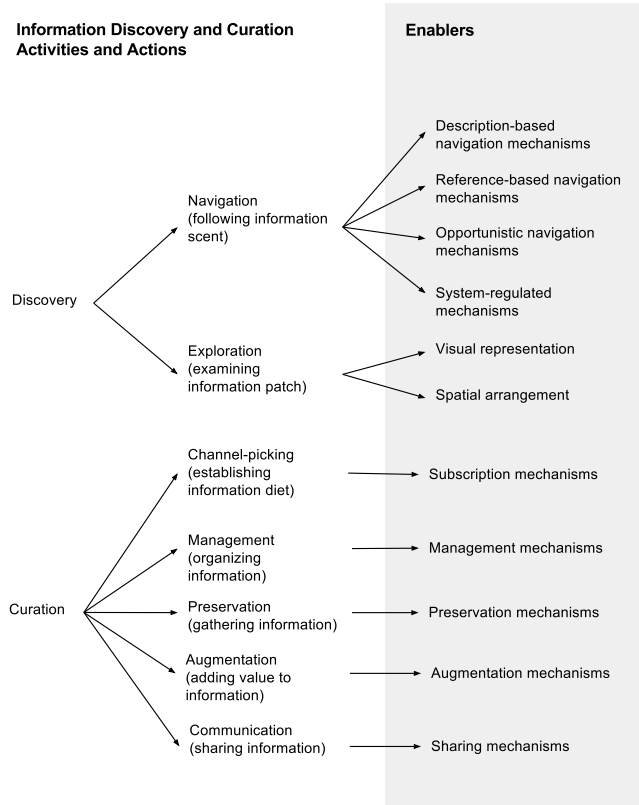 Information Discovery and Curation
Activities and Actions
Enablers
Discovery
Navigation
(following information
scent)
Description-based
navigation mechanisms
Reference-based navigation
mechanisms
Opportunistic navigation
mechanisms
System-regulated
mechanisms
Exploration
(examining
information patch)
Visual representation
Spatial arrangement
Curation
Channel-picking
(establishing
information diet)
Subscription mechanisms
Management
(organizing
information)
Management mechanisms
Preservation
(gathering information)
Preservation mechanisms
Augmentation
(adding value to
information)
Augmentation mechanisms
Communication
(sharing information)
Sharing mechanisms